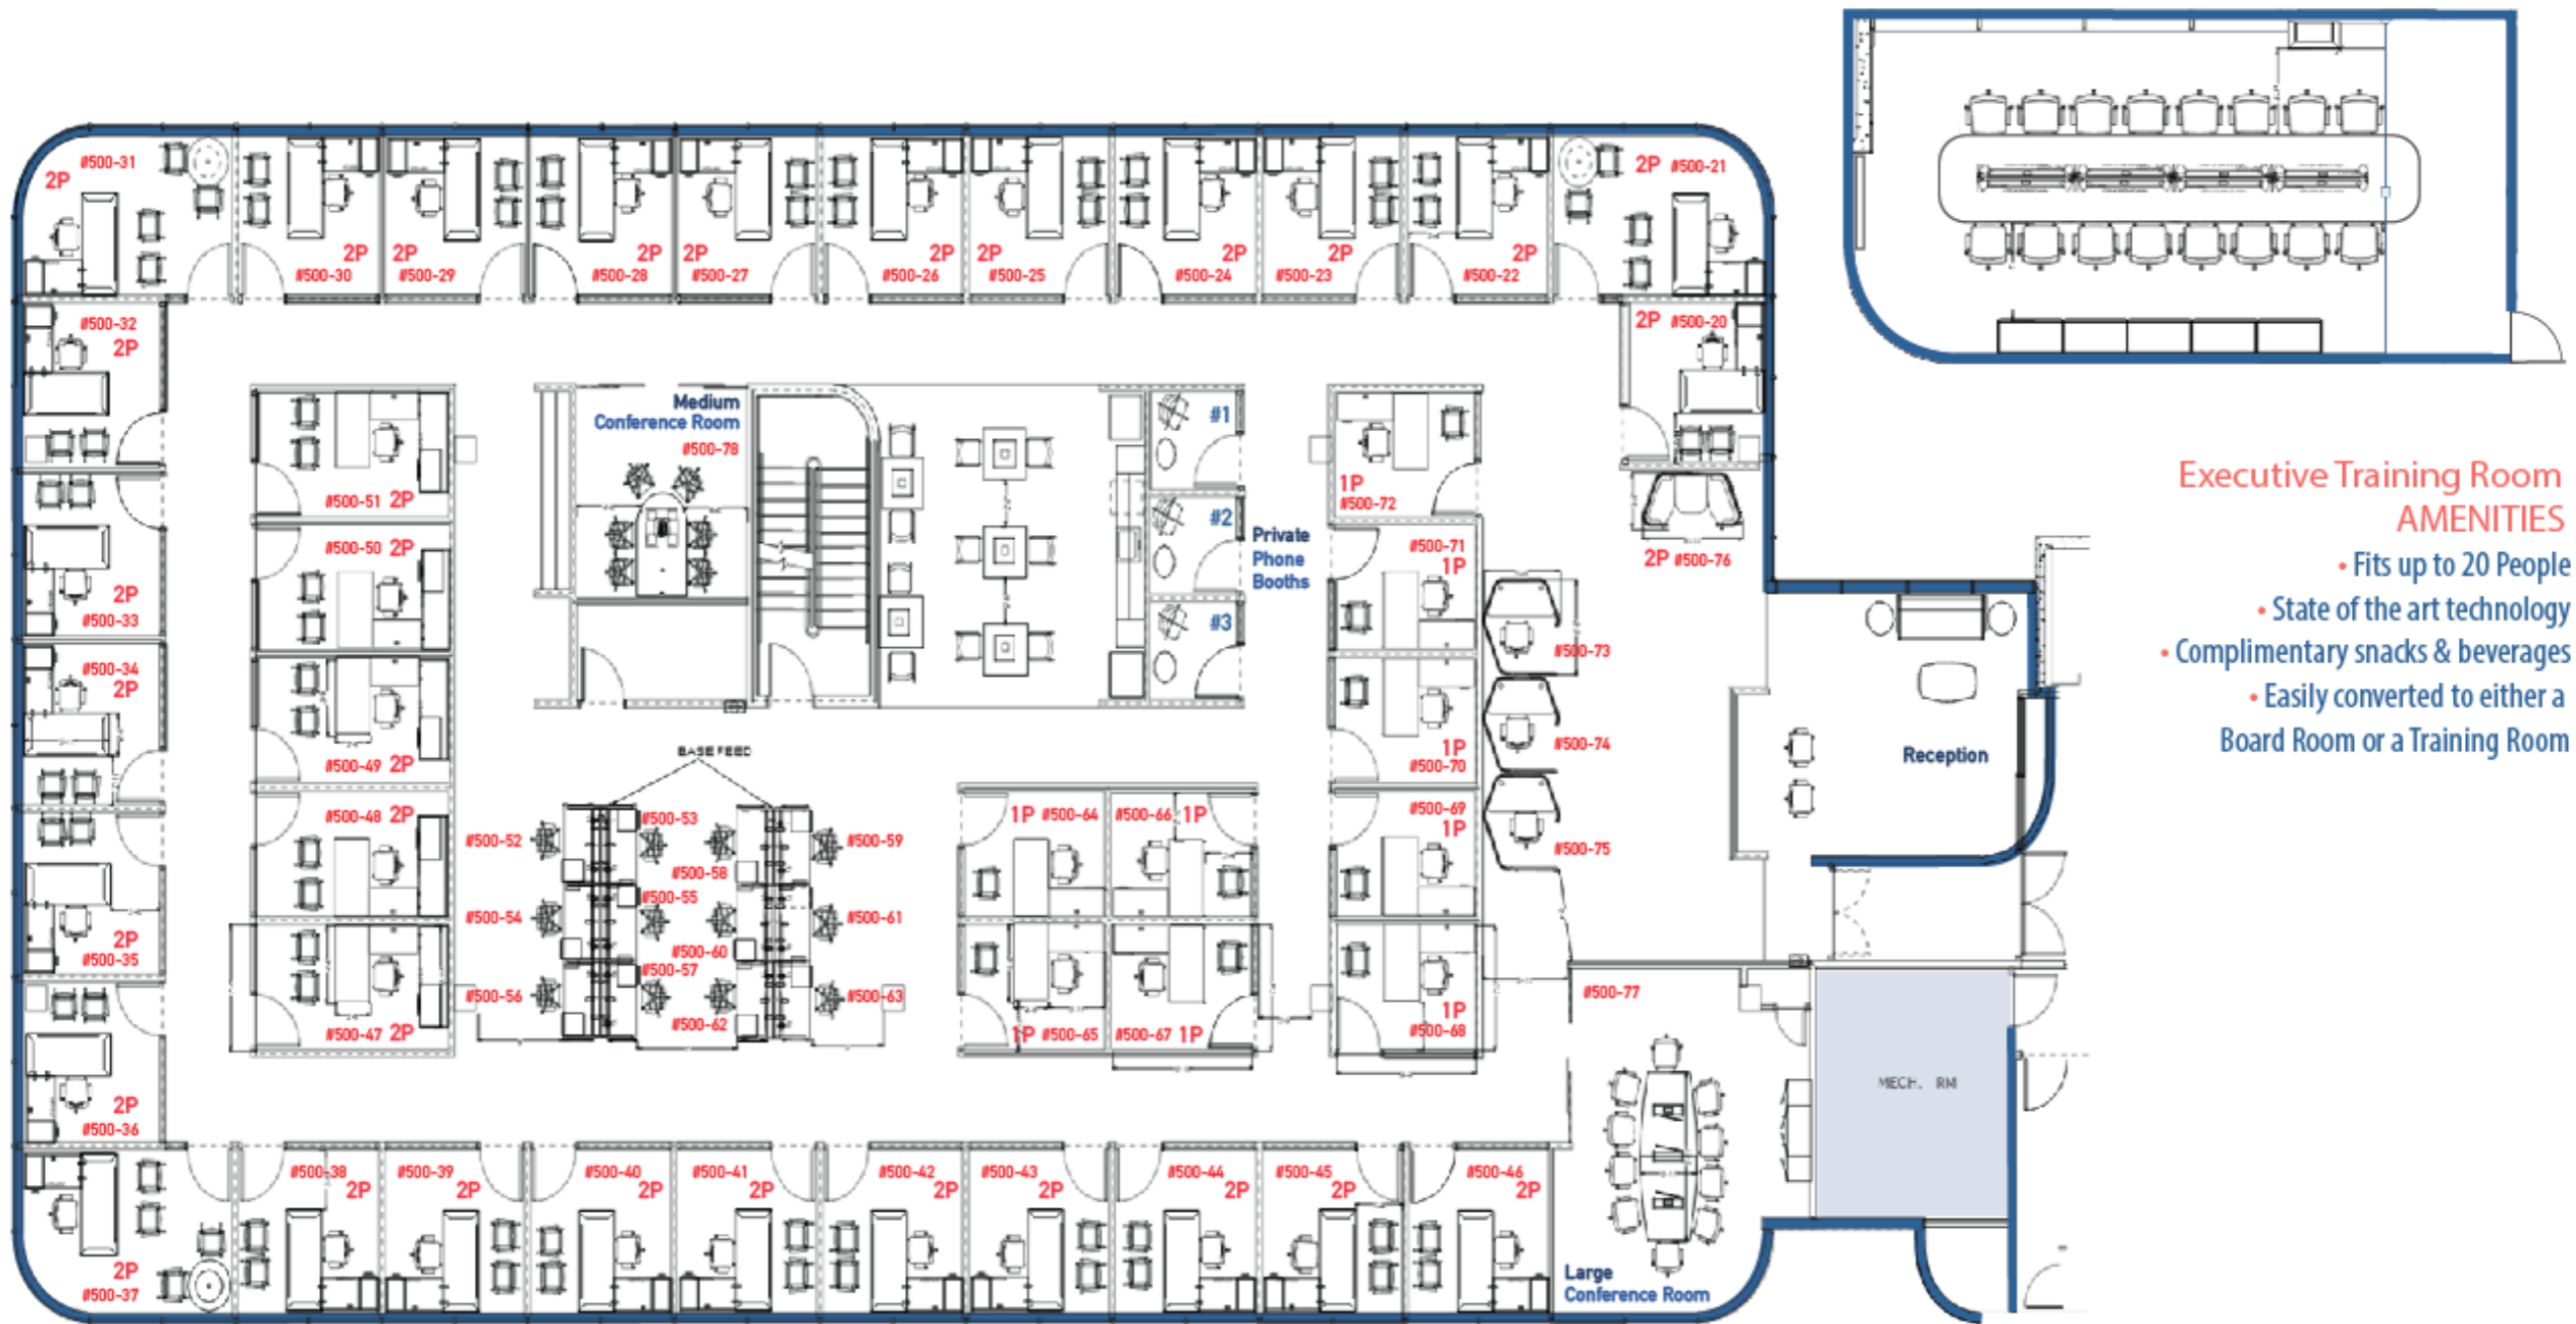 #500-31
2P
2P
#500-30
2P
#500-29
2P
#500-28
2P
#500-27
2P
#500-26
2P
#500-25
2P
#500-24
2P
#500-23
2P
#500-22
2P #500-21
2P #500-20
#500-32
2P
2P
#500-33
#500-34
2P
2P
#500-35
2P
#500-36
2P
#500-37
#500-51 2P
#500-50 2P
#500-49 2P
#500-48 2P
#500-47 2P
Medium
Conference Room
#500-78
#1
#2
#3
Private
Phone
Booths
1P
#500-72
#500-71
1P
1P
#500-70
#500-69
1P
1P
#500-68
2P #500-76
#500-73
#500-74
#500-75
BASE FEED
#500-52
#500-53
#500-58
#500-59
#500-54
#500-55
#500-60
#500-61
#500-56
#500-57
#500-62
#500-63
1P #500-64
#500-66 1P
1P #500-65
#500-67 1P
Reception
#500-77
MECH. RM
Large
Conference Room
#500-38
2P
#500-39
2P
#500-40
2P
#500-41
2P
#500-42
2P
#500-43
2P
#500-44
2P
#500-45
2P
#500-46
2P
Executive Training Room
AMENITIES
• Fits up to 20 People
• State of the art technology
• Complimentary snacks & beverages
• Easily converted to either a
Board Room or a Training Room